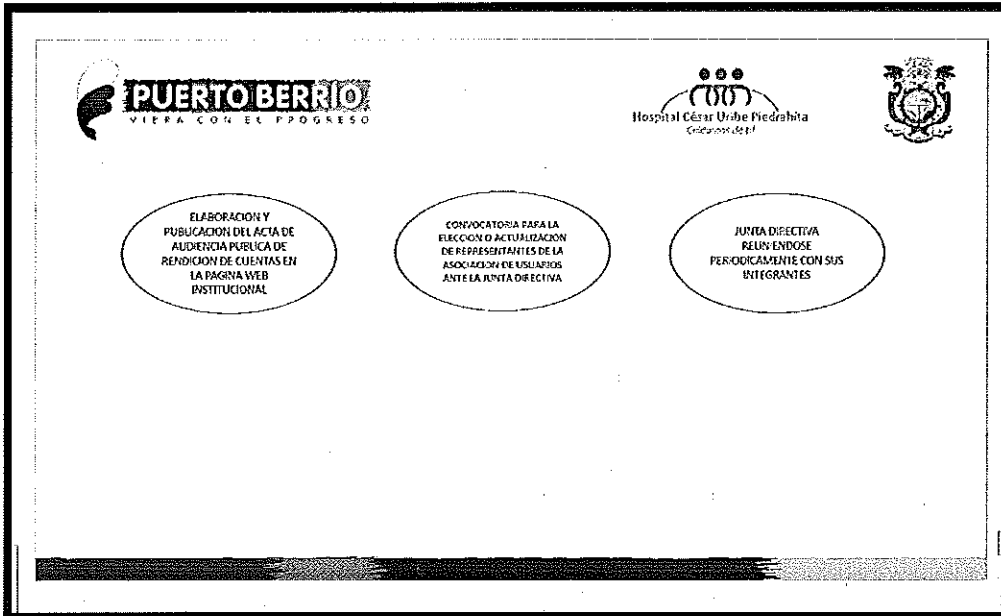 PUERTO BERRIO
VIERA CON EL PROGRESO
Hospital César Uribe Piedrahita
ELABORACION Y
PUBLICACION DEL ACTA DE
AUDIENCIA PUBLICA DE
RENDICION DE CUENTAS EN
LA PAGINA WEB
INSTITUCIONAL
CONVOCATORIA PARA LA
ELECCION O ACTUALIZACION
DE REPRESENTANTES DE LA
ASOCIACION DE USUARIOS
ANTE LA JUNTA DIRECTIVA
JUNTA DIRECTIVA
REUNIENDOSE
PERIODICAMENTE CON SUS
INTEGRANTES